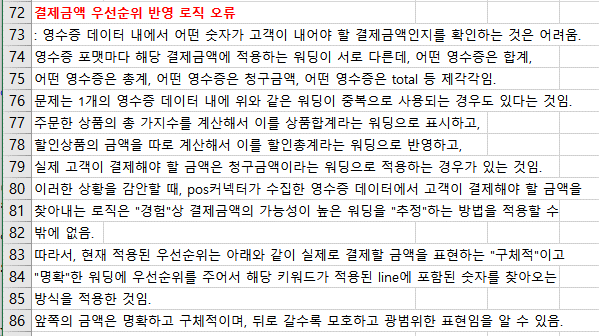 72 결제금액 우선순위 반영 로직 오류
73 : 영수증 데이터 내에서 어떤 숫자가 고객이 내어야 할 결제금액인지를 확인하는 것은 어려움.
74 영수증 포맷마다 해당 결제금액에 적용하는 워딩이 서로 다른데, 어떤 영수증은 합계,
75 어떤 영수증은 총계, 어떤 영수증은 청구금액, 어떤 영수증은 total 등 제각각임.
76 문제는 1개의 영수증 데이터 내에 위와 같은 워딩이 중복으로 사용되는 경우도 있다는 것임.
77 주문한 상품의 총 가지수를 계산해서 이를 상품합계라는 워딩으로 표시하고,
78 할인상품의 금액을 따로 계산해서 이를 할인총계라는 워딩으로 반영하고,
79 실제 고객이 결제해야 할 금액은 청구금액이라는 워딩으로 적용하는 경우가 있는 것임.
80 이러한 상황을 감안할 때, pos커넥터가 수집한 영수증 데이터에서 고객이 결제해야 할 금액을
81 찾아내는 로직은 "경험"상 결제금액의 가능성이 높은 워딩을 "추정"하는 방법을 적용할 수
82 밖에 없음.
83 따라서, 현재 적용된 우선순위는 아래와 같이 실제로 결제할 금액을 표현하는 "구체적"이고
84 "명확"한 워딩에 우선순위를 주어서 해당 키워드가 적용된 line에 포함된 숫자를 찾아오는
85 방식을 적용한 것임.
86 앞쪽의 금액은 명확하고 구체적이며, 뒤로 갈수록 모호하고 광범위한 표현임을 알 수 있음.